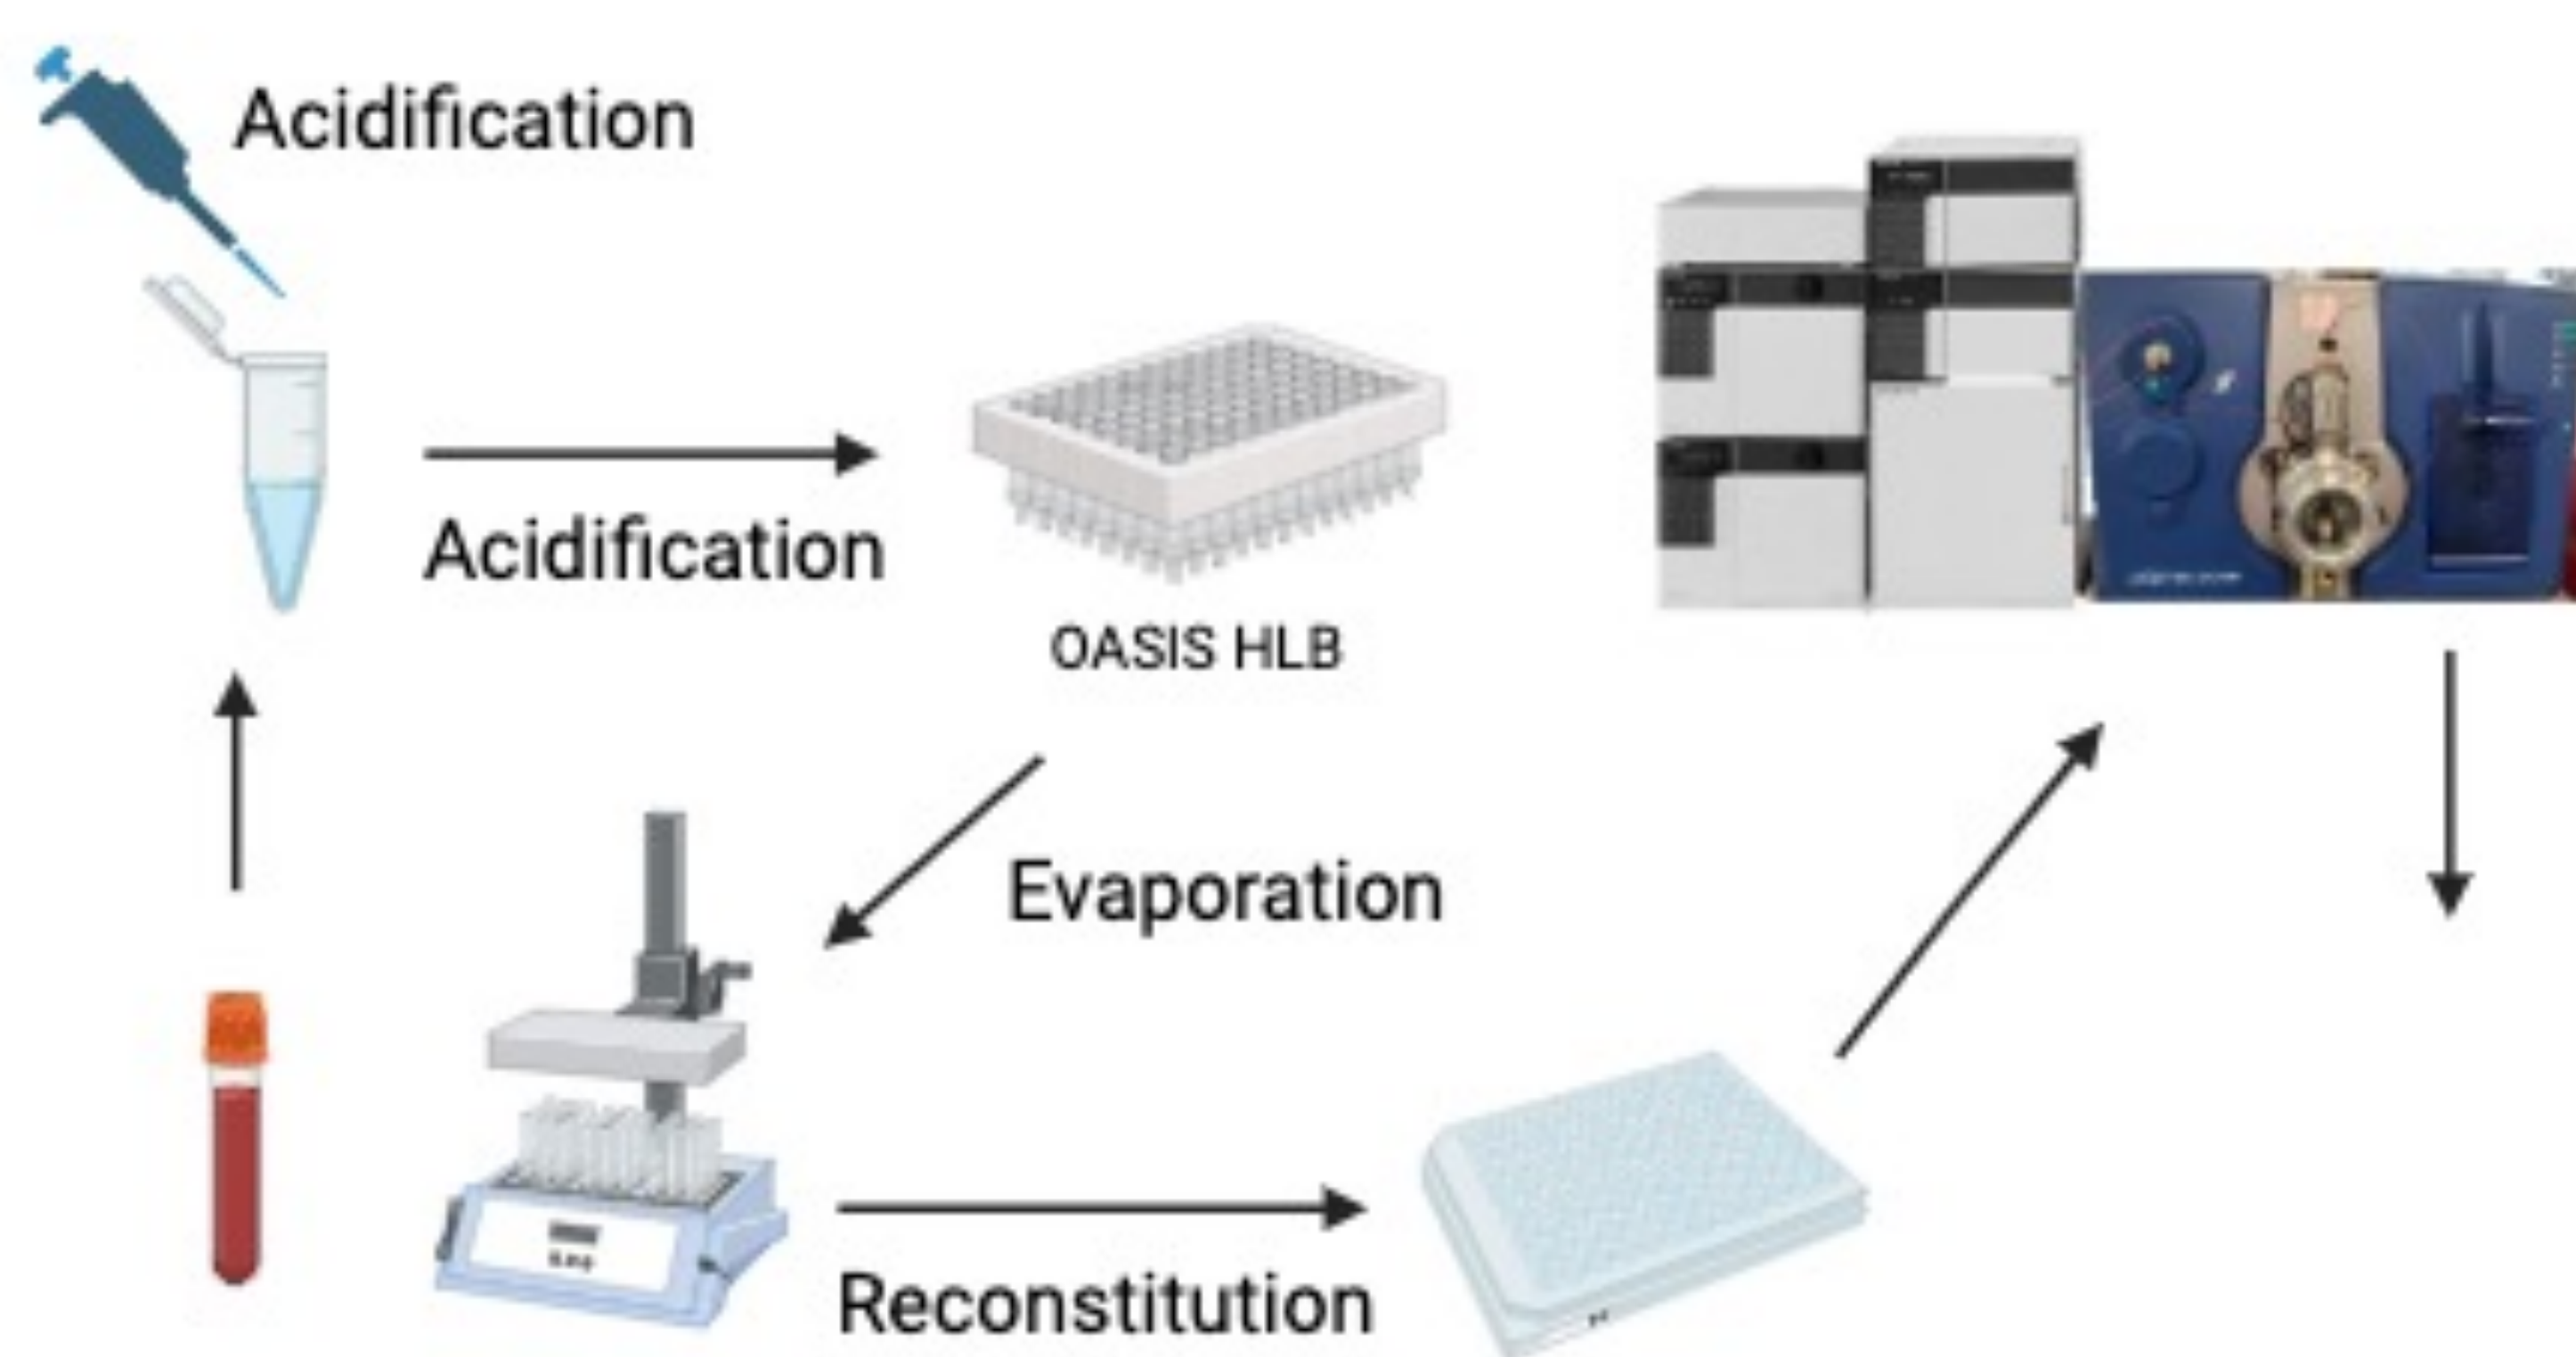 Acidification
Acidification
OASIS HLB
Evaporation
Reconstitution